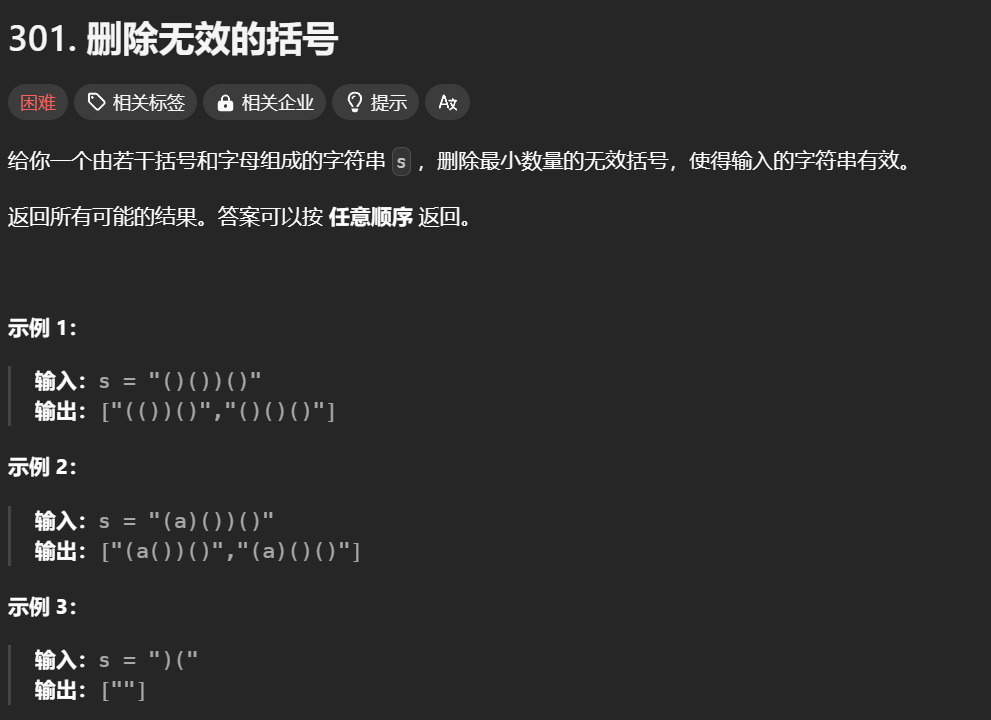 301. 删除无效的括号
困难 相关标签 相关企业 提示 Aあ
给你一个由若干括号和字母组成的字符串 s ，删除最小数量的无效括号，使得输入的字符串有效。
返回所有可能的结果。答案可以按 任意顺序 返回。
示例 1：
输入：s = "()())()"
输出：["(())()","()()()"]
示例 2：
输入：s = "(a)())()"
输出：["(a())()","(a)()()"]
示例 3：
输入：s = ")("
输出：[""]